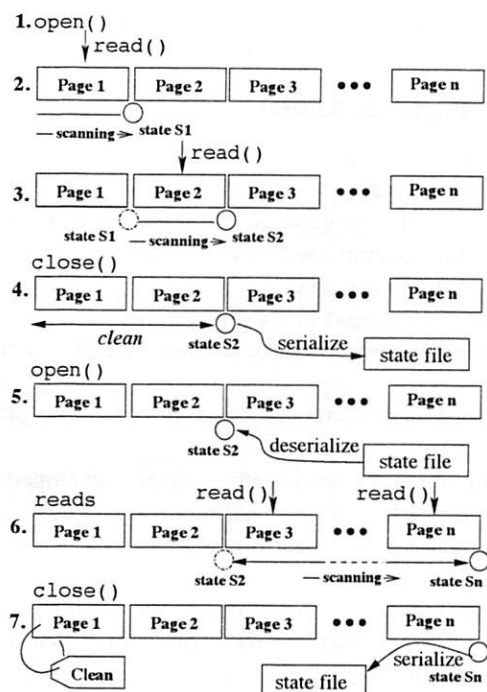 1. open()
read()
2. Page 1 Page 2 Page 3 ••• Page n
scanning state S1
read()
3. Page 1 Page 2 Page 3 ••• Page n
state S1 scanning state S2
close()
4. Page 1 Page 2 Page 3 ••• Page n
clean state S2 serialize state file
open()
5. Page 1 Page 2 Page 3 ••• Page n
state S2 deserialize state file
read() read()
6. reads
Page 1 Page 2 Page 3 ••• Page n
state S2 scanning state Sn
close()
7. Page 1 Page 2 Page 3 ••• Page n
Clean state file serialize state Sn